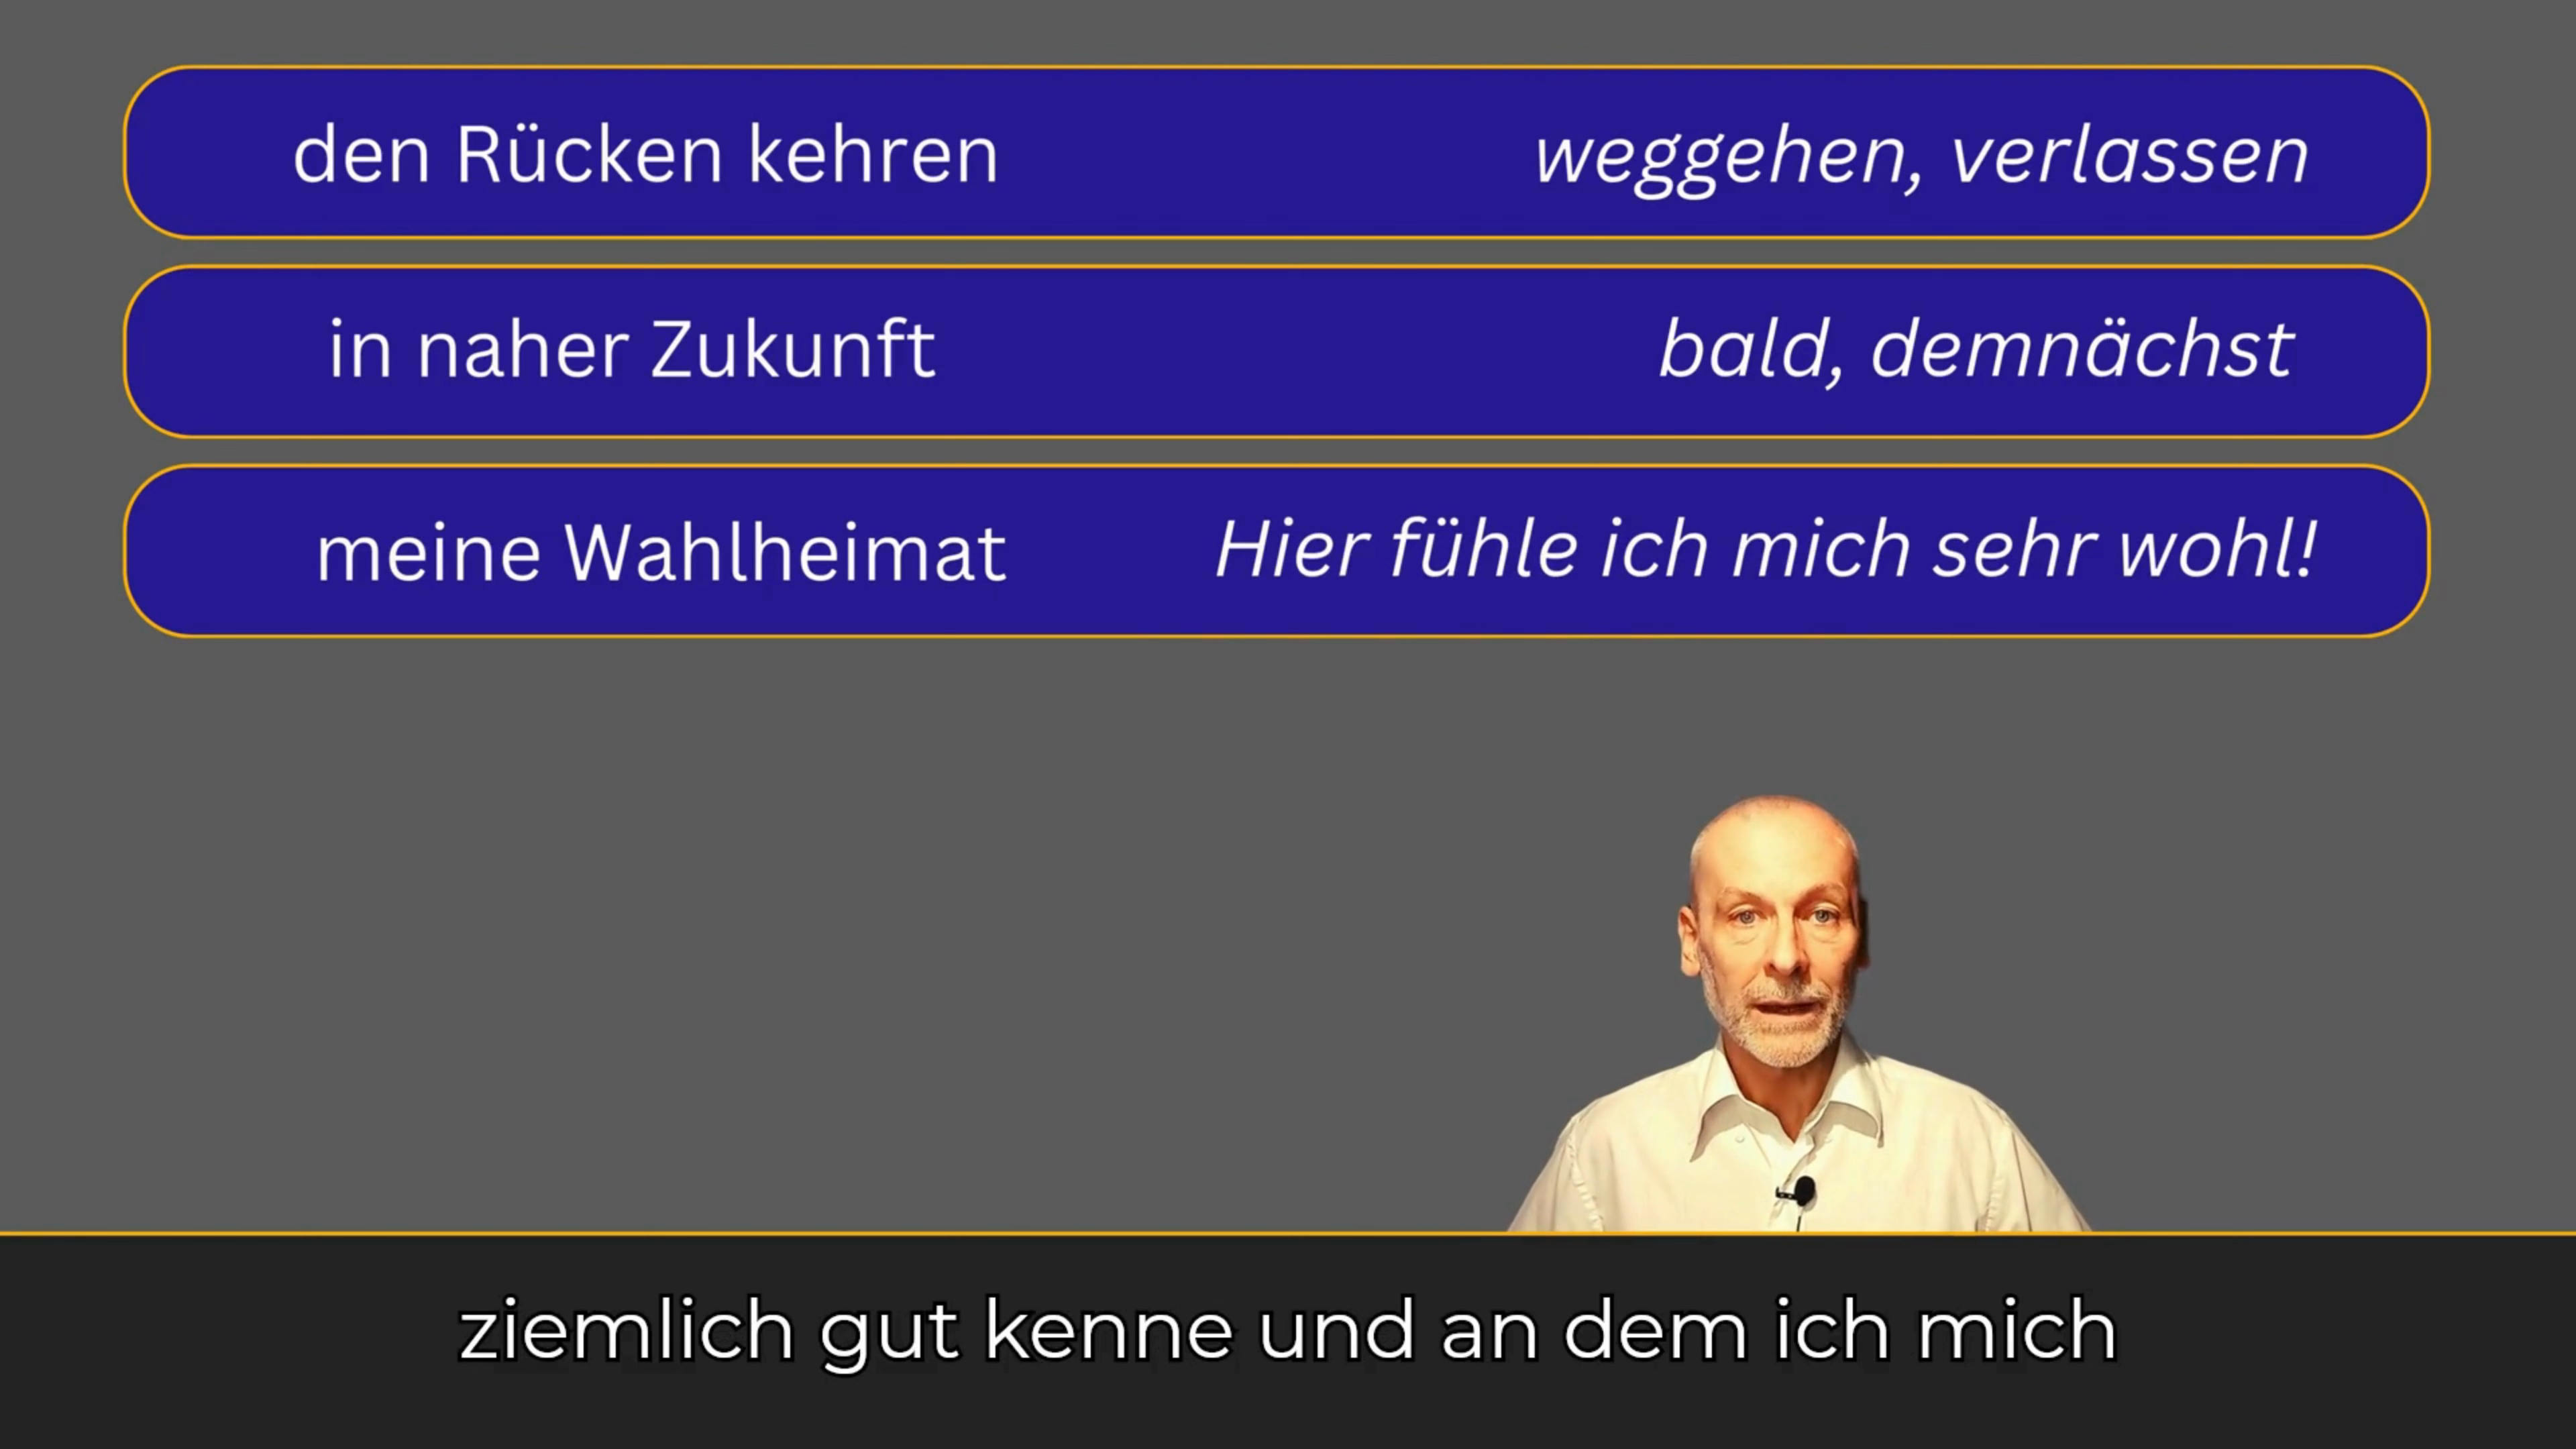 den Rücken kehren weggehen, verlassen
in naher Zukunft bald, demnächst
meine Wahlheimat Hier fühle ich mich sehr wohl!
ziemlich gut kenne und an dem ich mich